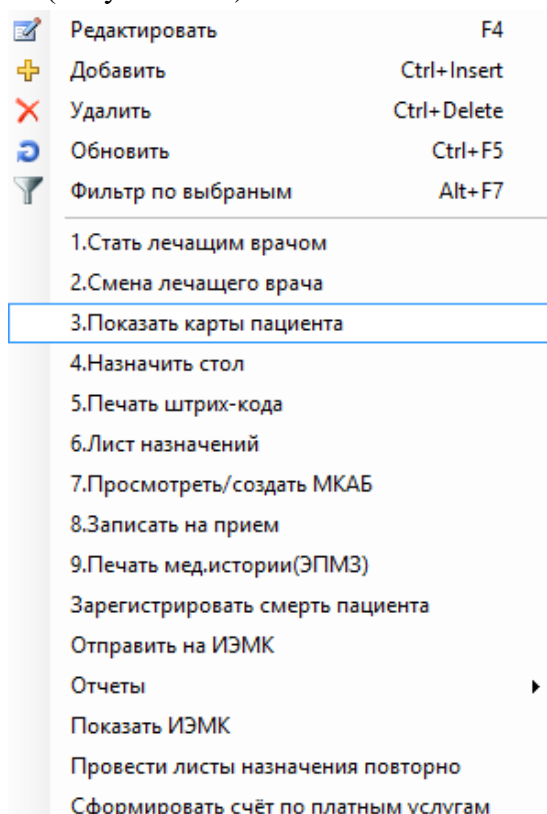 Редактировать F4
Добавить Ctrl+Insert
Удалить Ctrl+Delete
Обновить Ctrl+F5
Фильтр по выбраным Alt+F7
1.Стать лечащим врачом
2.Смена лечащего врача
3.Показать карты пациента
4.Назначить стол
5.Печать штрих-кода
6.Лист назначений
7.Просмотреть/создать МКАБ
8.Записать на прием
9.Печать мед.истории(ЭПМЗ)
Зарегистрировать смерть пациента
Отправить на ИЭМК
Отчеты
Показать ИЭМК
Провести листы назначения повторно
Сформировать счёт по платным услугам